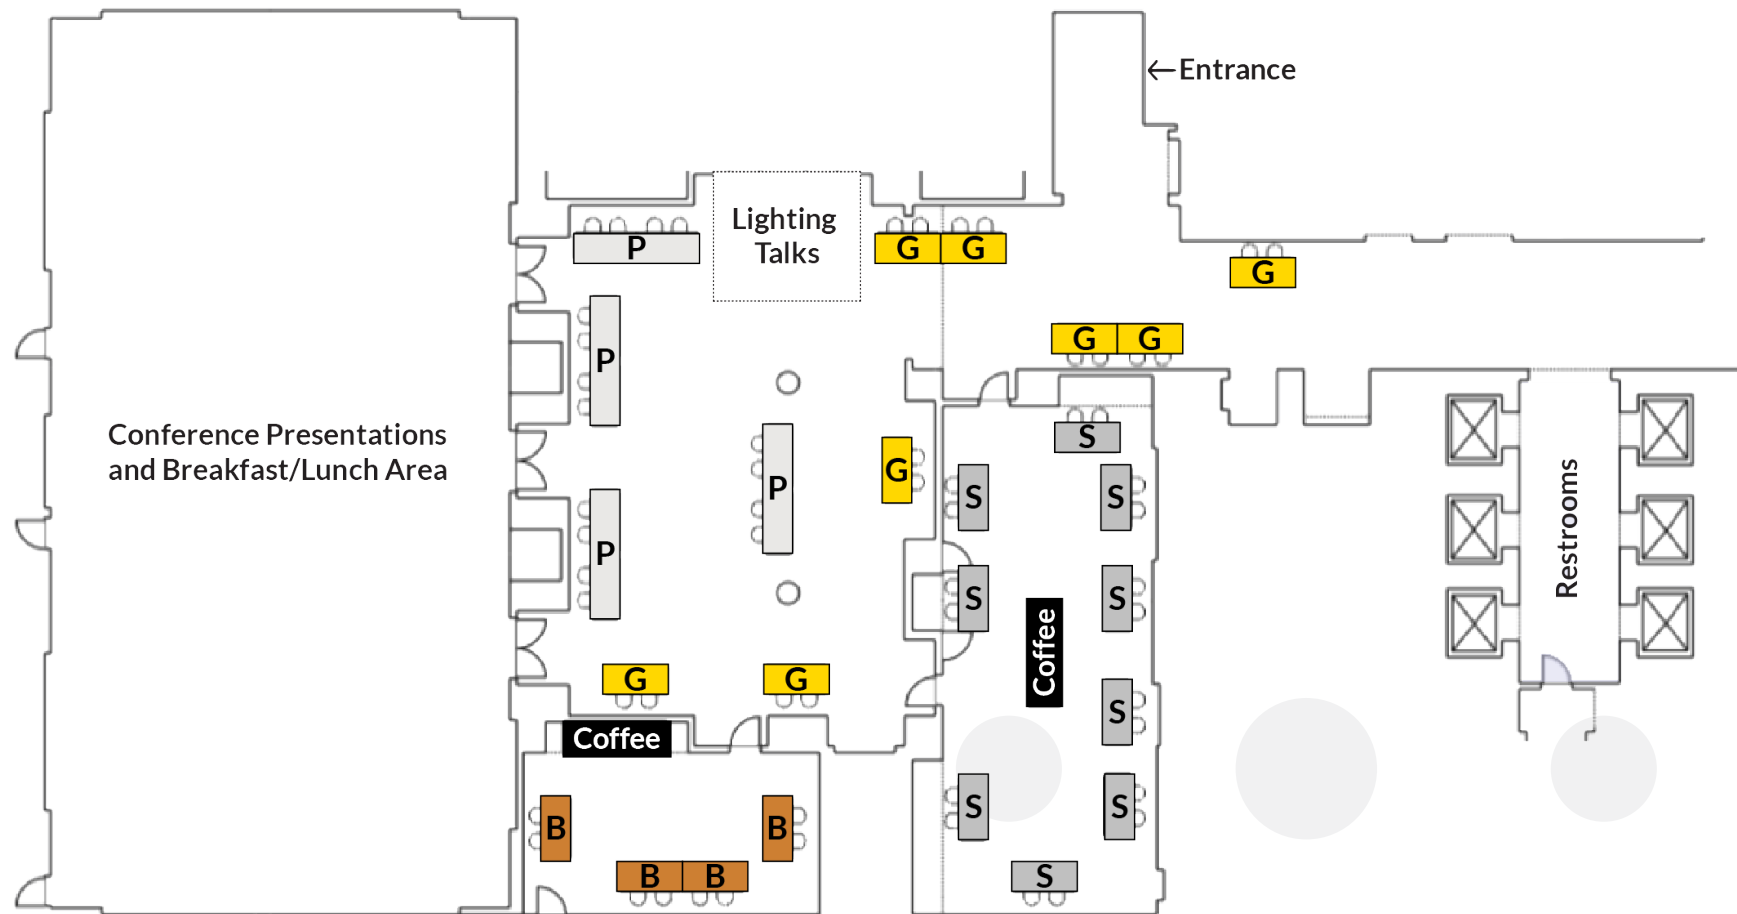 ← Entrance
Lighting
Talks
P
G
G
G
G
G
P
Conference Presentations
and Breakfast/Lunch Area
S
G
P
S
S
Restrooms
P
S
S
Coffee
G
G
S
Coffee
S
S
B
B
B
B
S